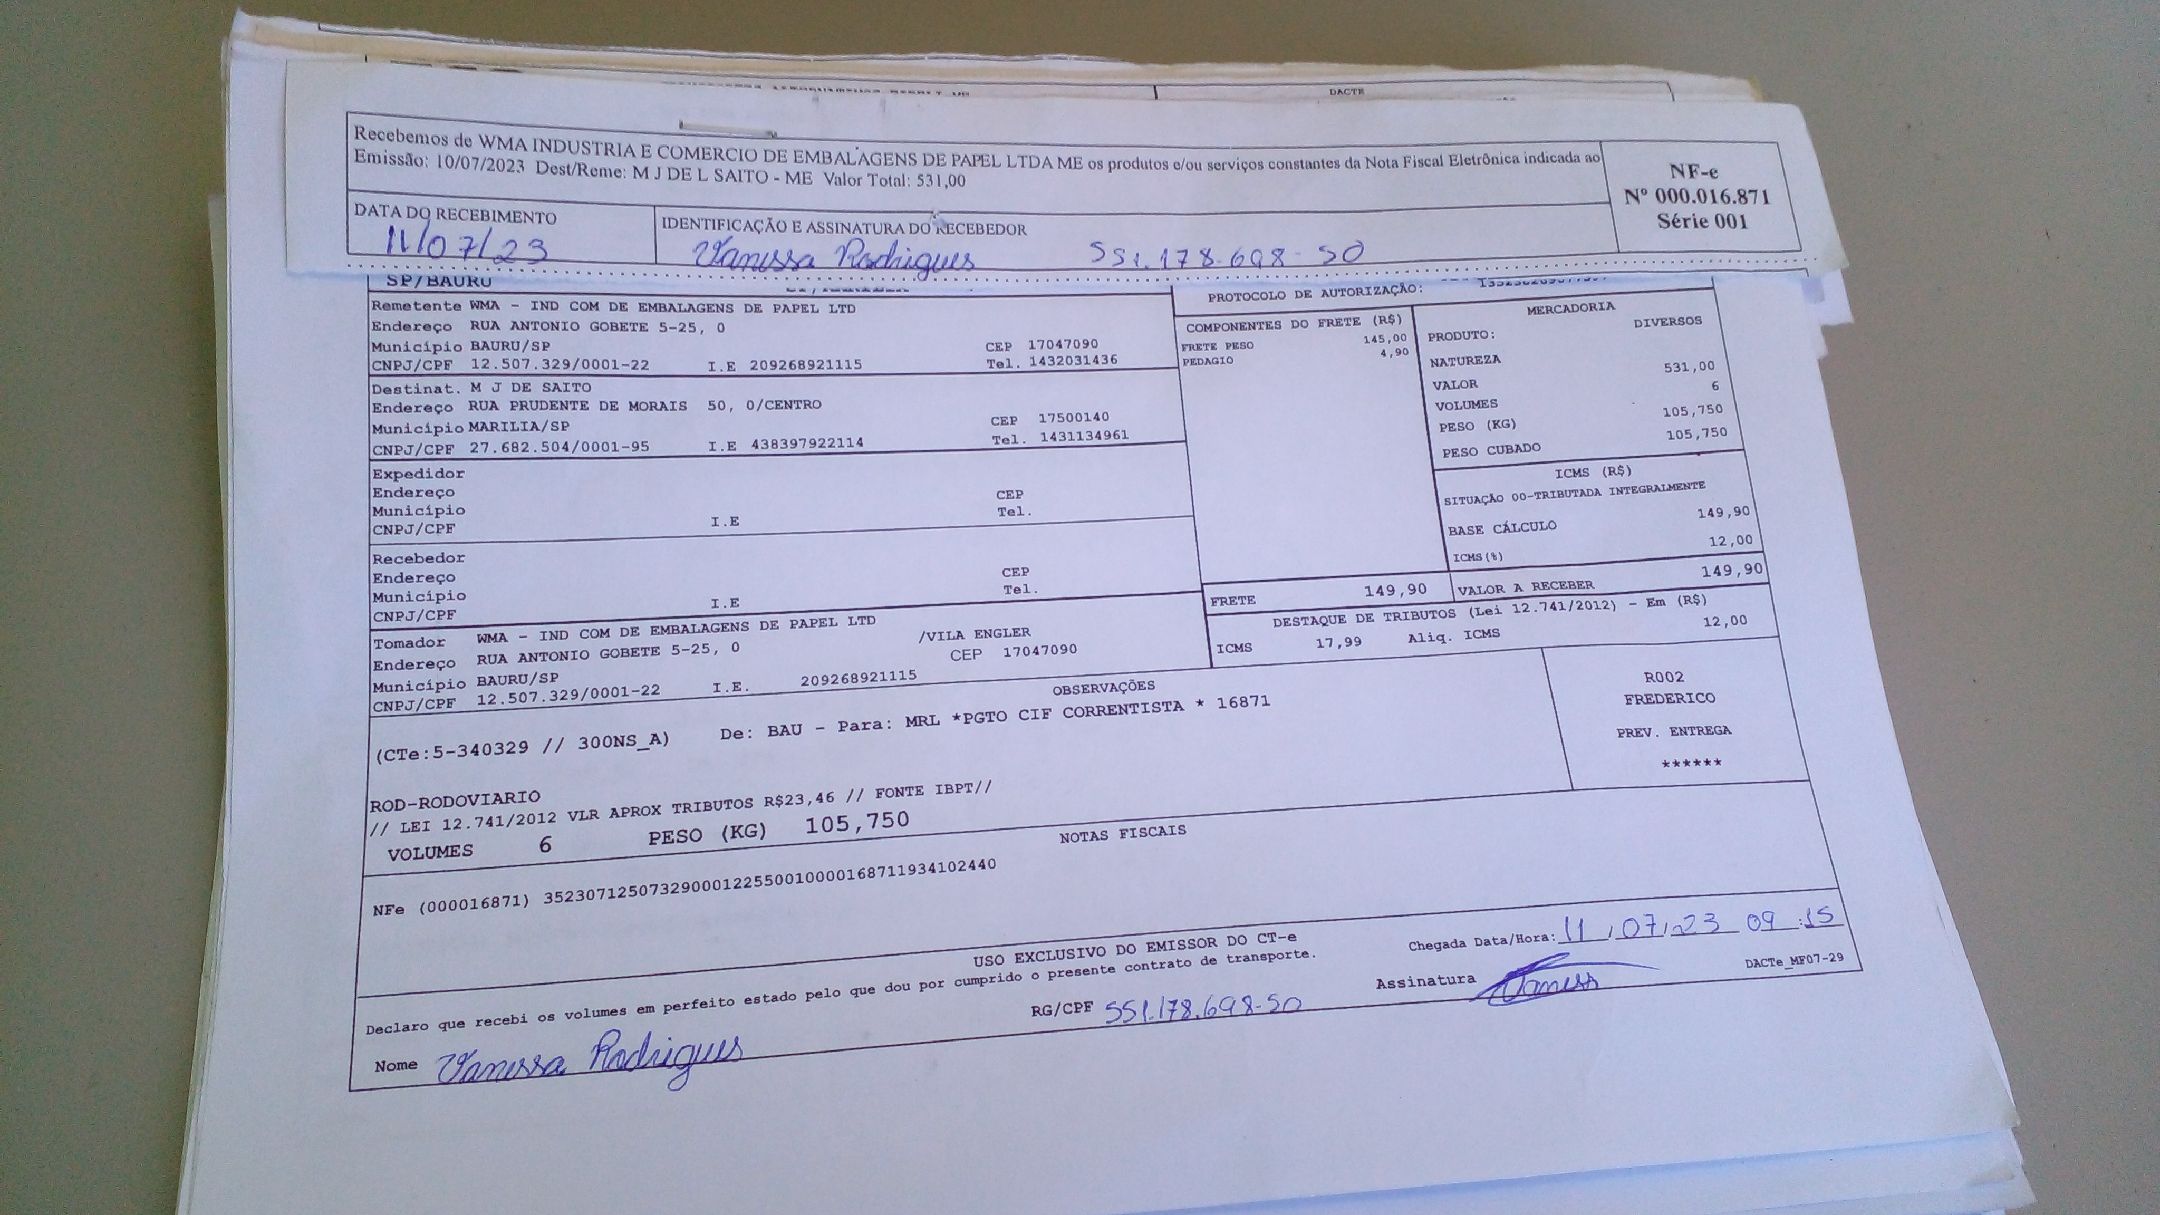 DACTE
Recebemos de WMA INDUSTRIA E COMERCIO DE EMBALAGENS DE PAPEL LTDA ME os produtos e/ou serviços constantes da Nota Fiscal Eletrônica indicada ao
Emissão: 10/07/2023 Dest/Reme: M J DE L SAITO - ME Valor Total: 531,00
NF-e
Nº 000.016.871
Série 001
DATA DO RECEBIMENTO
11/07/23
IDENTIFICAÇÃO E ASSINATURA DO RECEBEDOR
Vanessa Rodrigues 551.178.698-50
SP/BAURU
Remetente WMA - IND COM DE EMBALAGENS DE PAPEL LTD
Endereço RUA ANTONIO GOBETE 5-25, 0
Município BAURU/SP CEP 17047090
CNPJ/CPF 12.507.329/0001-22 I.E 209268921115 Tel. 1432031436
Destinat. M J DE SAITO
Endereço RUA PRUDENTE DE MORAIS 50, 0/CENTRO
Município MARILIA/SP CEP 17500140
CNPJ/CPF 27.682.504/0001-95 I.E 438397922114 Tel. 1431134961
Expedidor
Endereço
Município CEP
CNPJ/CPF I.E Tel.
Recebedor
Endereço
Município CEP
CNPJ/CPF I.E Tel.
Tomador WMA - IND COM DE EMBALAGENS DE PAPEL LTD
Endereço RUA ANTONIO GOBETE 5-25, 0 /VILA ENGLER
Município BAURU/SP CEP 17047090
CNPJ/CPF 12.507.329/0001-22 I.E. 209268921115
PROTOCOLO DE AUTORIZAÇÃO:
COMPONENTES DO FRETE (R$)
FRETE PESO 145,00
PEDAGIO 4,90
MERCADORIA
PRODUTO: DIVERSOS
NATUREZA
VALOR 531,00
VOLUMES 6
PESO (KG) 105,750
PESO CUBADO 105,750
ICMS (R$)
SITUAÇÃO 00-TRIBUTADA INTEGRALMENTE
BASE CÁLCULO 149,90
ICMS(%) 12,00
FRETE 149,90 VALOR A RECEBER 149,90
DESTAQUE DE TRIBUTOS (Lei 12.741/2012) - Em (R$)
ICMS 17,99 Aliq. ICMS 12,00
OBSERVAÇÕES
(CTe:5-340329 // 300NS_A) De: BAU - Para: MRL *PGTO CIF CORRENTISTA * 16871
R002
FREDERICO
PREV. ENTREGA
******
ROD-RODOVIARIO
// LEI 12.741/2012 VLR APROX TRIBUTOS R$23,46 // FONTE IBPT//
VOLUMES 6 PESO (KG) 105,750
NOTAS FISCAIS
NFe (000016871) 35230712507329000122550010000168711934102440
USO EXCLUSIVO DO EMISSOR DO CT-e
Declaro que recebi os volumes em perfeito estado pelo que dou por cumprido o presente contrato de transporte.
Chegada Data/Hora: 11/07/23 09:15
Nome Vanessa Rodrigues RG/CPF 551.178.698-50 Assinatura Vaness
DACTe_MF07-29